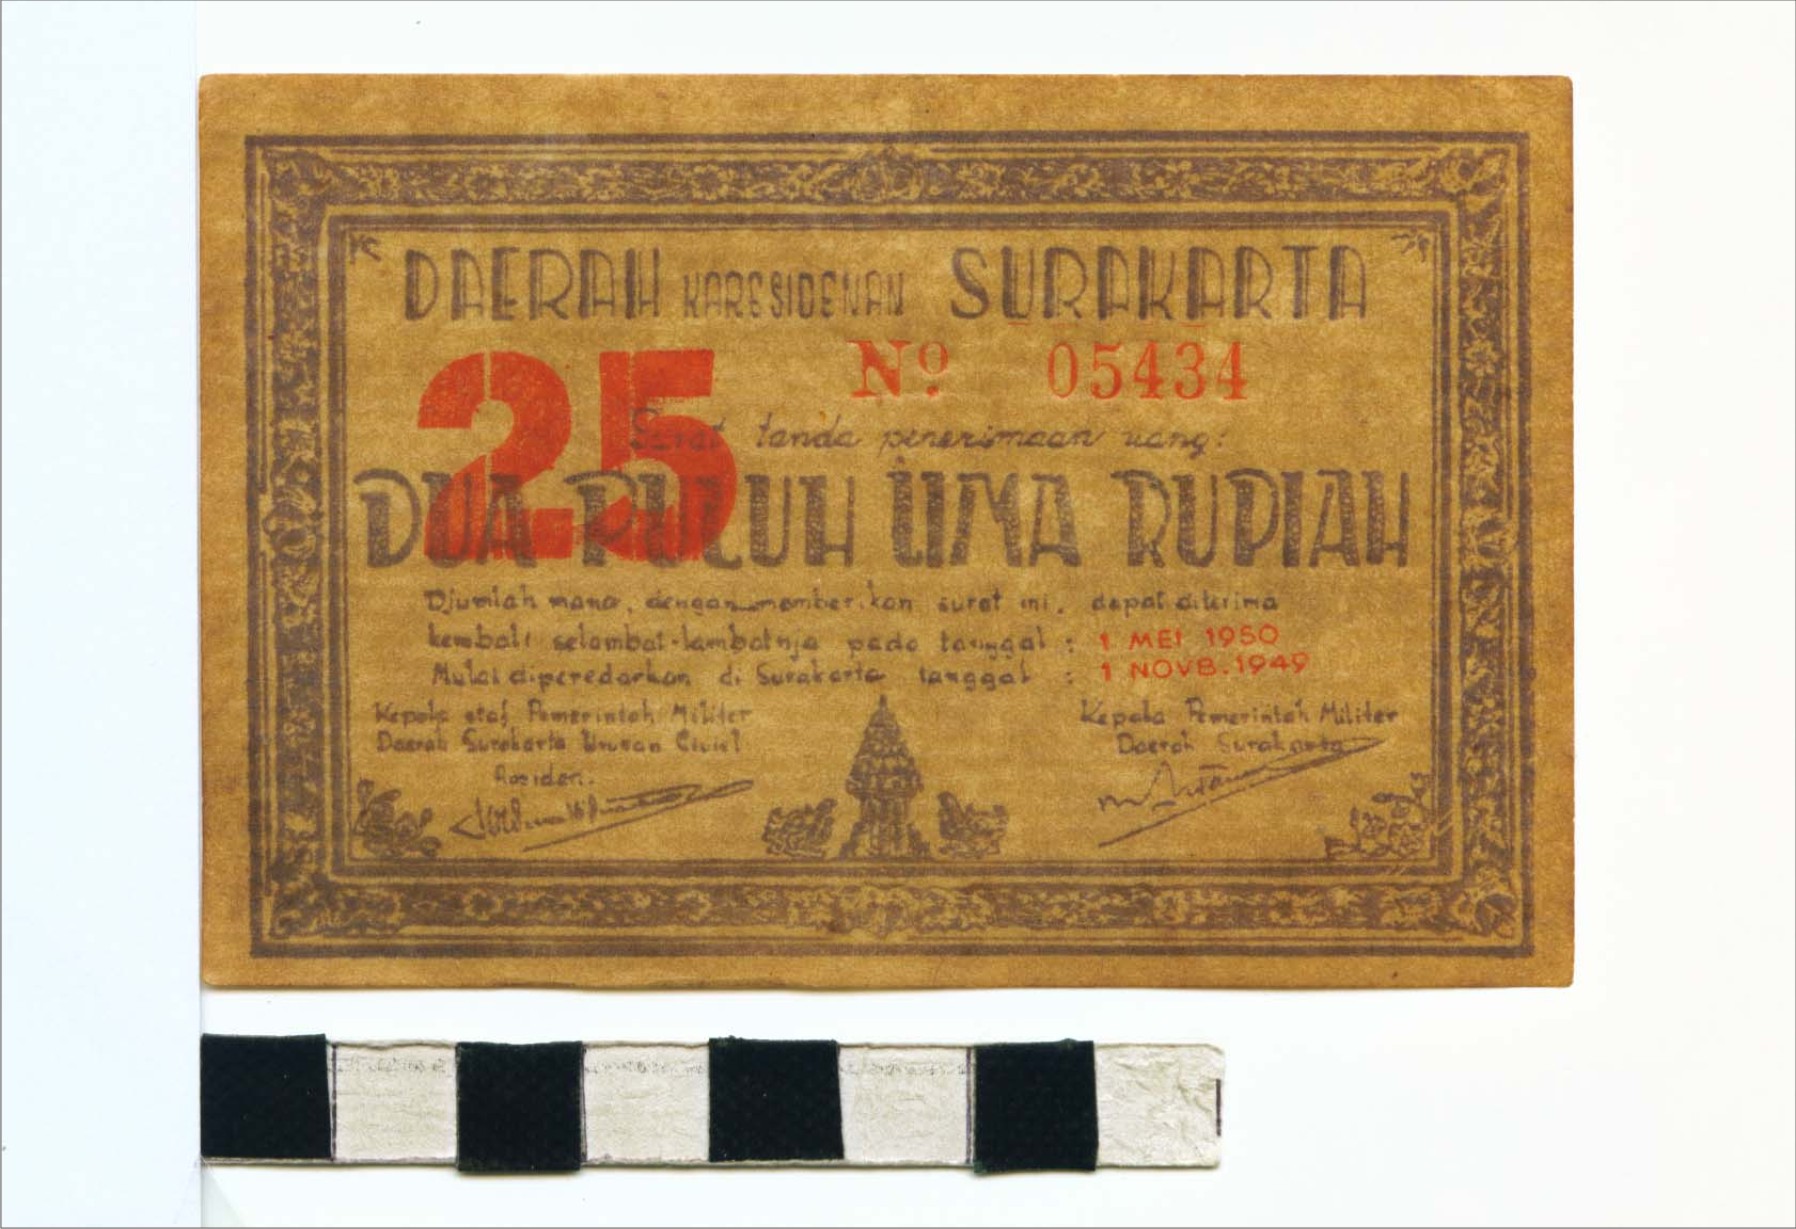 DAERAH KARESIDENAN SURAKARTA
25
No 05434
Surat tanda penerimaan uang:
DUA PULUH LIMA RUPIAH
Djumlah mana, dengan memberikan surat ini, dapat diterima
kembali selambat-lambatnja pada tanggal : 1 MEI 1950
Mulai diperedarkan di Surakarta tanggal : 1 NOVB. 1949
Kepala staf Pemerintah Militer
Daerah Surakarta Urusan Civiel
Residen.
Kepala Pemerintah Militer
Daerah Surakarta